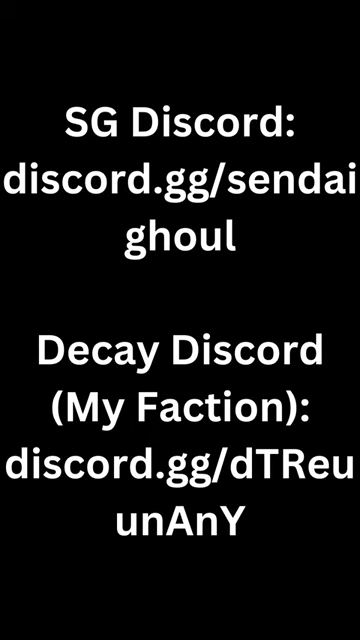 SG Discord:
discord.gg/sendai
ghoul
Decay Discord
(My Faction):
discord.gg/dTReu
unAnY